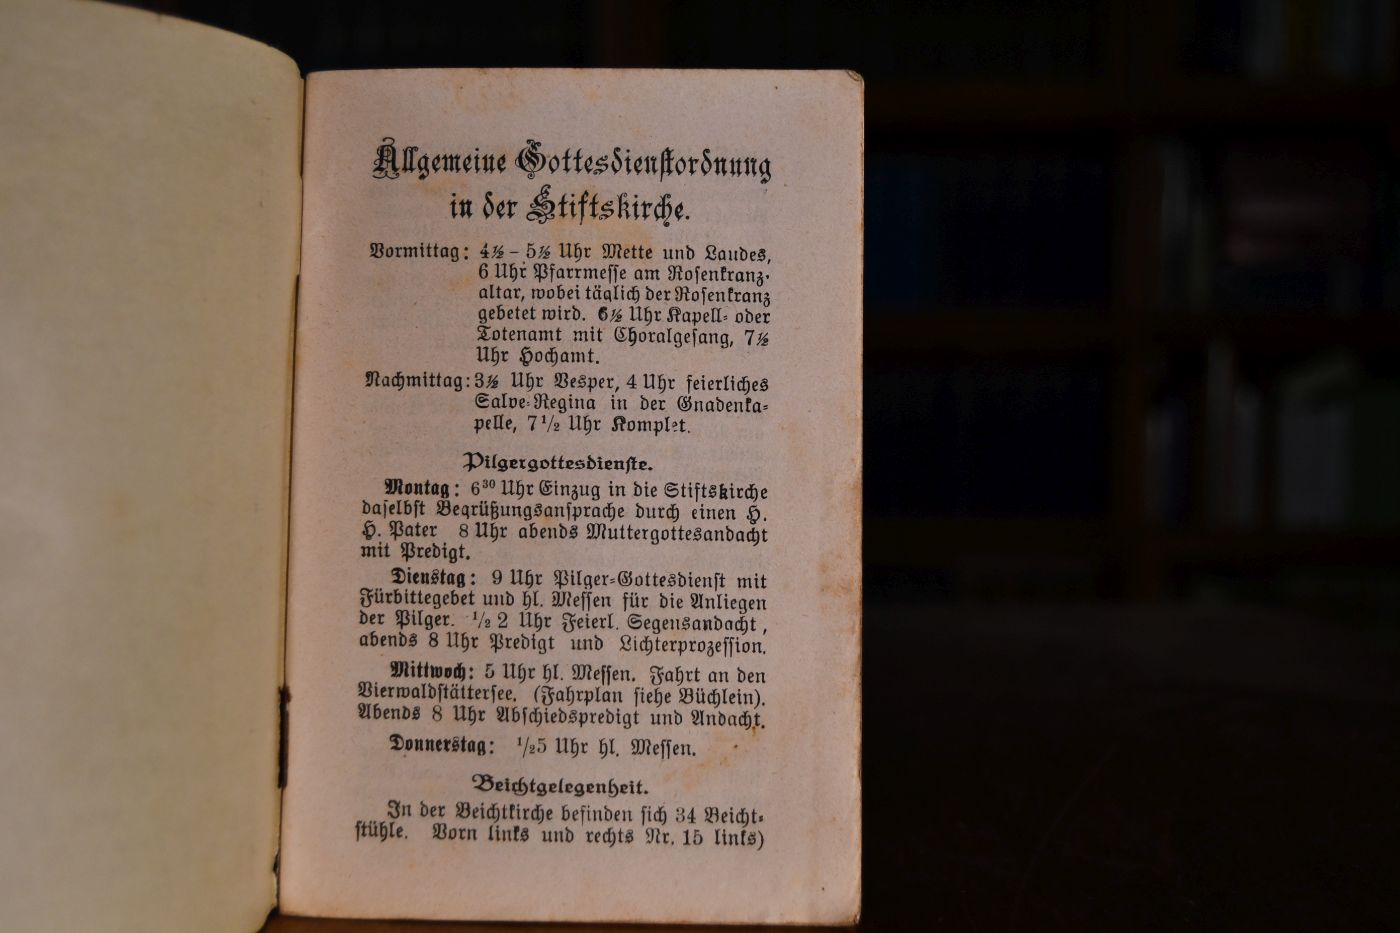 Allgemeine Gottesdienstordnung
in der Stiftskirche.
Vormittag: 4½ – 5½ Uhr Mette und Laudes,
6 Uhr Pfarrmesse am Rosenkranz-
altar, wobei täglich der Rosenkranz
gebetet wird. 6½ Uhr Kapell- oder
Totenamt mit Choralgesang, 7½
Uhr Hochamt.
Nachmittag: 3½ Uhr Vesper, 4 Uhr feierliches
Salve-Regina in der Gnadenka-
pelle, 7 1/2 Uhr Komplet.
Pilgergottesdienste.
Montag: 6³⁰ Uhr Einzug in die Stiftskirche
daselbst Begrüßungsansprache durch einen H.
H. Pater 8 Uhr abends Muttergottesandacht
mit Predigt.
Dienstag: 9 Uhr Pilger-Gottesdienst mit
Fürbittegebet und hl. Messen für die Anliegen
der Pilger. 1/2 2 Uhr Feierl. Segensandacht,
abends 8 Uhr Predigt und Lichterprozession.
Mittwoch: 5 Uhr hl. Messen. Fahrt an den
Vierwaldstättersee. (Fahrplan siehe Büchlein).
Abends 8 Uhr Abschiedspredigt und Andacht.
Donnerstag: 1/25 Uhr hl. Messen.
Beichtgelegenheit.
In der Beichtkirche befinden sich 34 Beicht-
stühle. Vorn links und rechts Nr. 15 links)